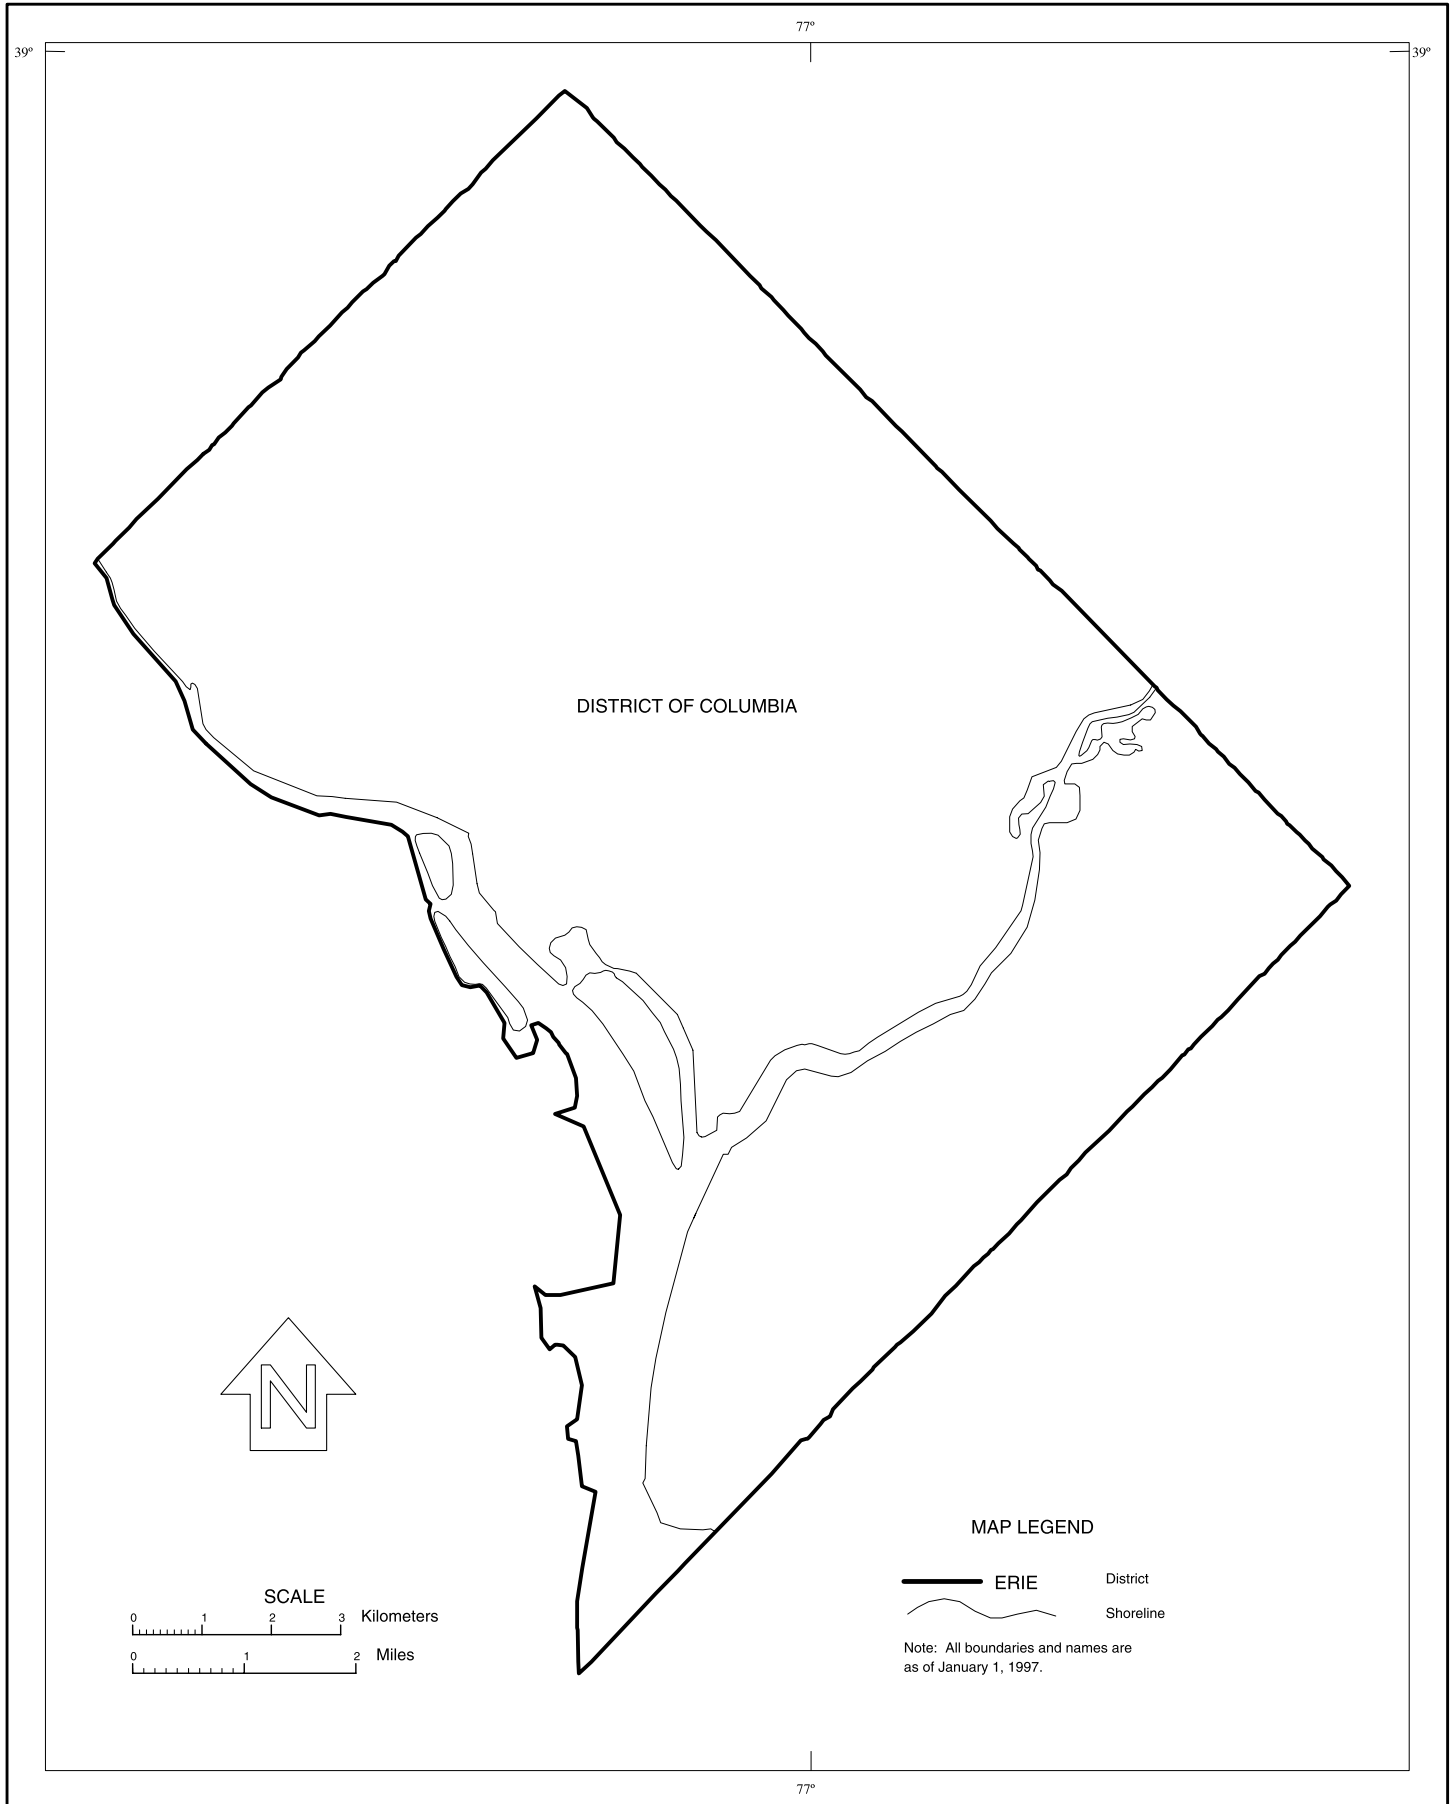 77º
39º
39º
DISTRICT OF COLUMBIA
N
MAP LEGEND
ERIE District
Shoreline
Note: All boundaries and names are
as of January 1, 1997.
SCALE
0 1 2 3 Kilometers
0 1 2 Miles
77º